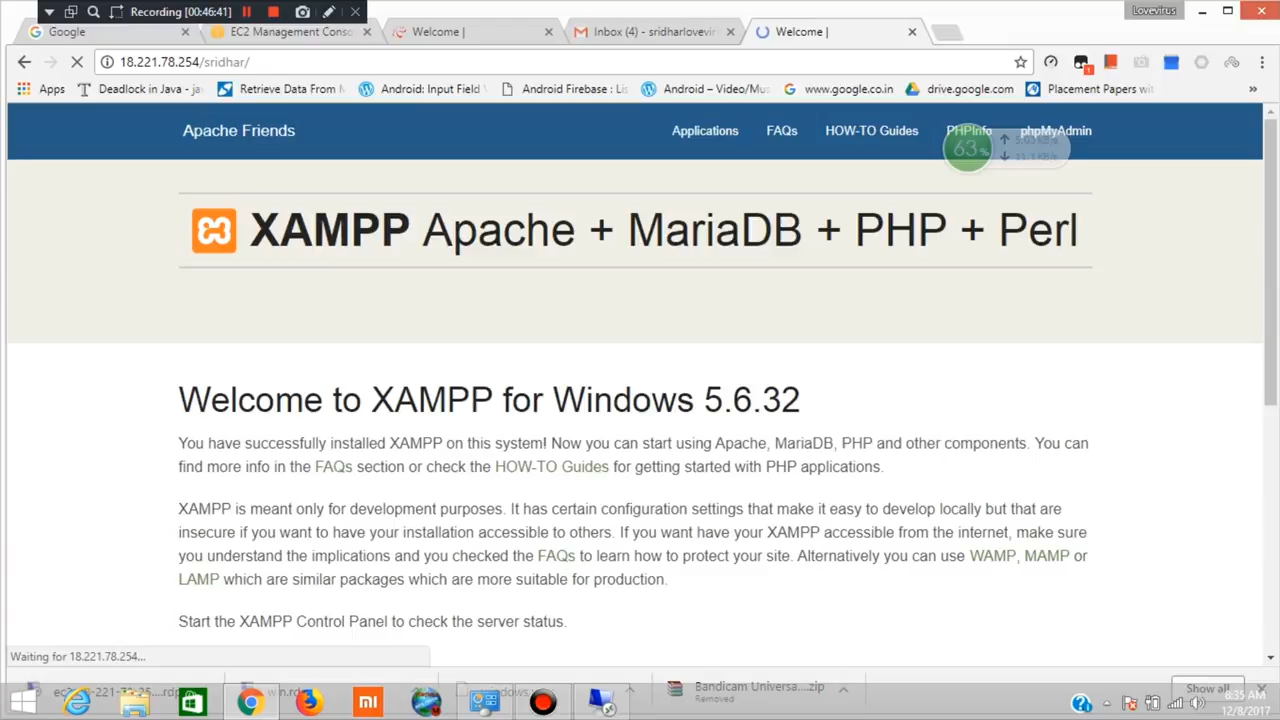 Recording [00:46:41]
Lovevirus
Google
EC2 Management Conso
Welcome |
Inbox (4) - sridharlovevir
Welcome |
18.221.78.254/sridhar/
Apps
Deadlock in Java - ja
Retrieve Data From M
Android: Input Field V
Android Firebase : Lis
Android – Video/Mus
www.google.co.in
drive.google.com
Placement Papers wit
»
Apache Friends
Applications
FAQs
HOW-TO Guides
PHPInfo
phpMyAdmin
63%
XAMPP Apache + MariaDB + PHP + Perl
Welcome to XAMPP for Windows 5.6.32
You have successfully installed XAMPP on this system! Now you can start using Apache, MariaDB, PHP and other components. You can
find more info in the FAQs section or check the HOW-TO Guides for getting started with PHP applications.
XAMPP is meant only for development purposes. It has certain configuration settings that make it easy to develop locally but that are
insecure if you want to have your installation accessible to others. If you want have your XAMPP accessible from the internet, make sure
you understand the implications and you checked the FAQs to learn how to protect your site. Alternatively you can use WAMP, MAMP or
LAMP which are similar packages which are more suitable for production.
Start the XAMPP Control Panel to check the server status.
Waiting for 18.221.78.254...
Bandicam Universa....zip
Removed
Show all
8:35 AM
12/8/2017